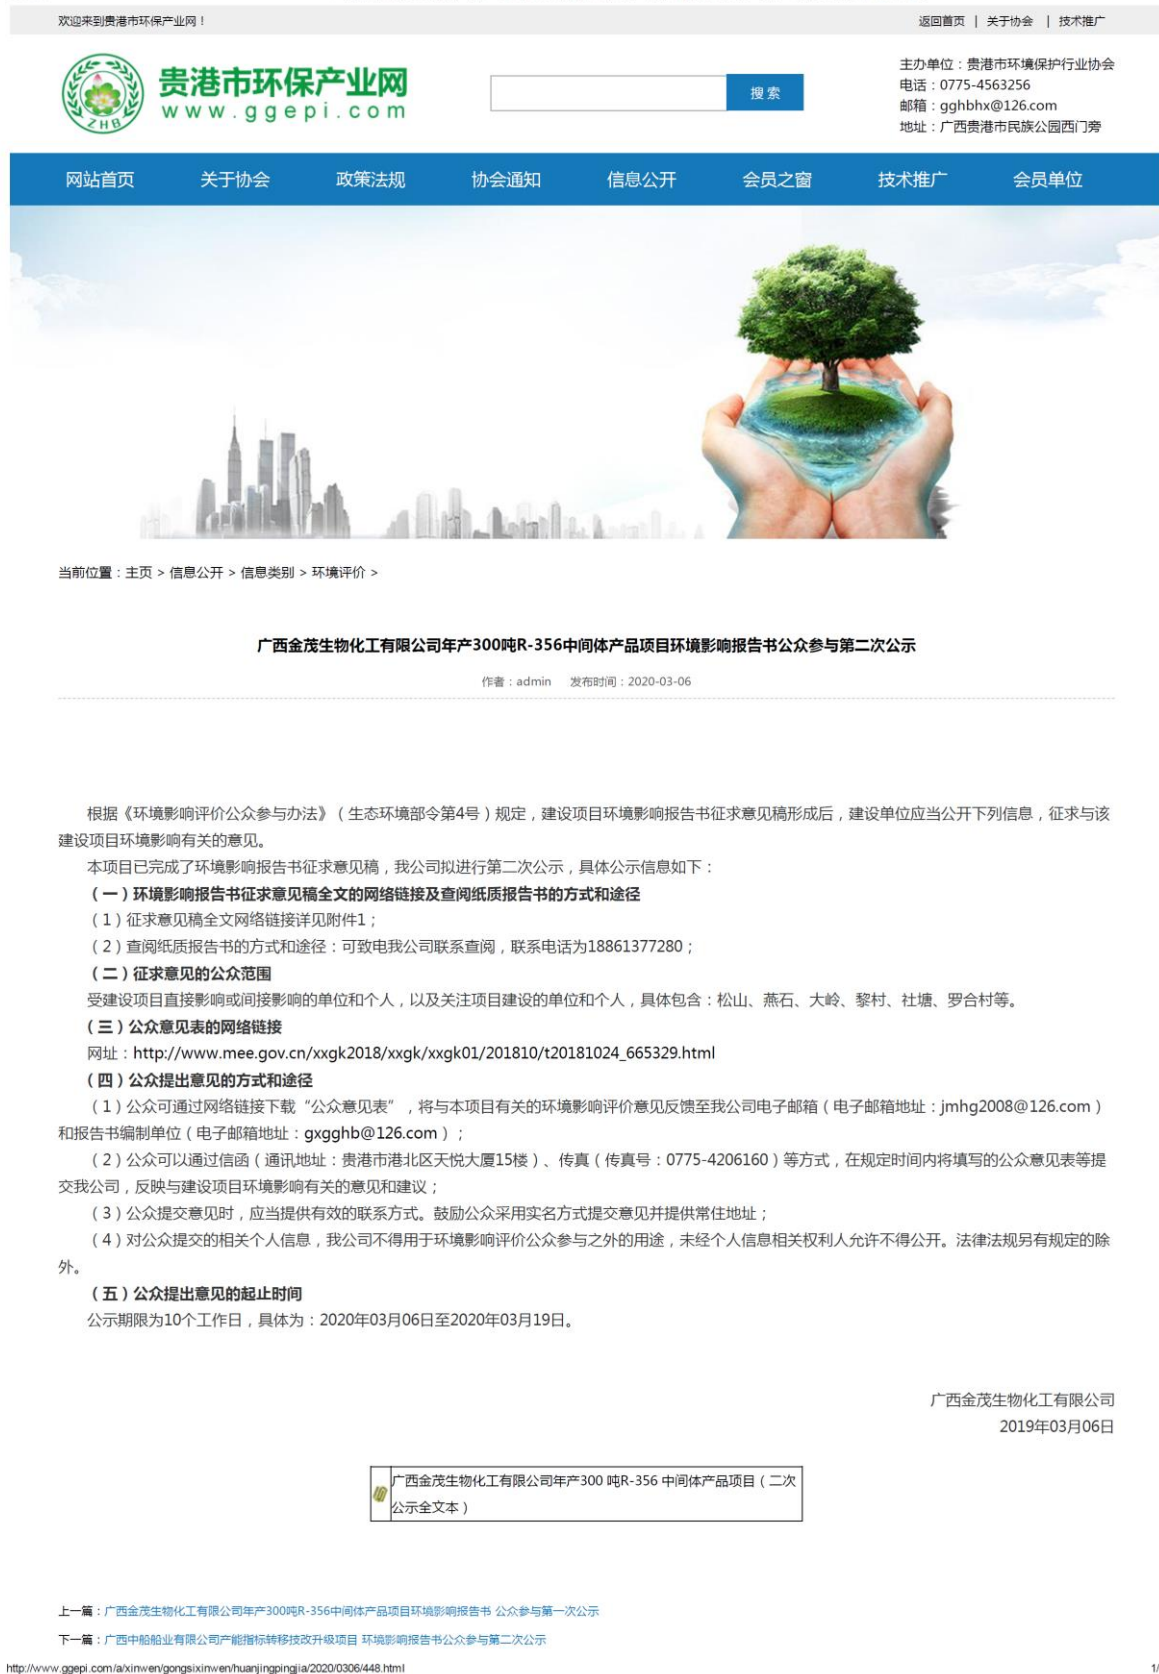 欢迎来到贵港市环保产业网！
返回首页 | 关于协会 | 技术推广
ZHB
贵港市环保产业网
www.ggepi.com
搜 索
主办单位：贵港市环境保护行业协会
电话：0775-4563256
邮箱：gghbhx@126.com
地址：广西贵港市民族公园西门旁
网站首页 关于协会 政策法规 协会通知 信息公开 会员之窗 技术推广 会员单位
当前位置：主页 > 信息公开 > 信息类别 > 环境评价 >
广西金茂生物化工有限公司年产300吨R-356中间体产品项目环境影响报告书公众参与第二次公示
作者：admin 发布时间：2020-03-06
根据《环境影响评价公众参与办法》（生态环境部令第4号）规定，建设项目环境影响报告书征求意见稿形成后，建设单位应当公开下列信息，征求与该
建设项目环境影响有关的意见。
本项目已完成了环境影响报告书征求意见稿，我公司拟进行第二次公示，具体公示信息如下：
（一）环境影响报告书征求意见稿全文的网络链接及查阅纸质报告书的方式和途径
（1）征求意见稿全文网络链接详见附件1；
（2）查阅纸质报告书的方式和途径：可致电我公司联系查阅，联系电话为18861377280；
（二）征求意见的公众范围
受建设项目直接影响或间接影响的单位和个人，以及关注项目建设的单位和个人，具体包含：松山、燕石、大岭、黎村、社塘、罗合村等。
（三）公众意见表的网络链接
网址：http://www.mee.gov.cn/xxgk2018/xxgk/xxgk01/201810/t20181024_665329.html
（四）公众提出意见的方式和途径
（1）公众可通过网络链接下载“公众意见表”，将与本项目有关的环境影响评价意见反馈至我公司电子邮箱（电子邮箱地址：jmhg2008@126.com）
和报告书编制单位（电子邮箱地址：gxgghb@126.com）；
（2）公众可以通过信函（通讯地址：贵港市港北区天悦大厦15楼）、传真（传真号：0775-4206160）等方式，在规定时间内将填写的公众意见表等提
交我公司，反映与建设项目环境影响有关的意见和建议；
（3）公众提交意见时，应当提供有效的联系方式。鼓励公众采用实名方式提交意见并提供常住地址；
（4）对公众提交的相关个人信息，我公司不得用于环境影响评价公众参与之外的用途，未经个人信息相关权利人允许不得公开。法律法规另有规定的除
外。
（五）公众提出意见的起止时间
公示期限为10个工作日，具体为：2020年03月06日至2020年03月19日。
广西金茂生物化工有限公司
2019年03月06日
广西金茂生物化工有限公司年产300 吨R-356 中间体产品项目（二次
公示全文本）
上一篇：广西金茂生物化工有限公司年产300吨R-356中间体产品项目环境影响报告书 公众参与第一次公示
下一篇：广西中船船业有限公司产能指标转移技改升级项目 环境影响报告书公众参与第二次公示
http://www.ggepi.com/a/xinwen/gongsixinwen/huanjingpingjia/2020/0306/448.html
1/